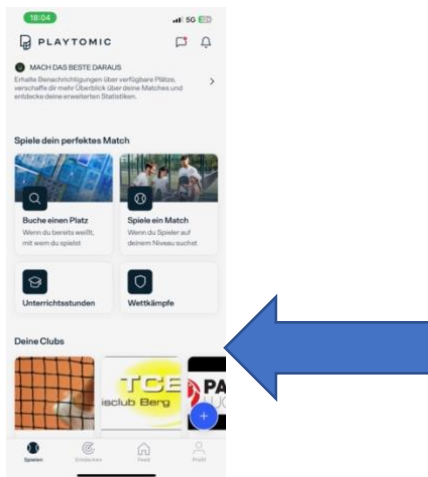 18:04
5G
PLAYTOMIC
MACH DAS BESTE DARAUS
Erhalte Benachrichtigungen über verfügbare Plätze,
verschaffe dir mehr Überblick über deine Matches und
entdecke deine erweiterten Statistiken.
Spiele dein perfektes Match
Buche einen Platz
Wenn du bereits weißt,
mit wem du spielst
Spiele ein Match
Wenn du Spieler auf
deinem Niveau suchst
Unterrichtsstunden
Wettkämpfe
Deine Clubs
TCE
isclub Berg
PA
Spielen
Entdecken
Feed
Profil